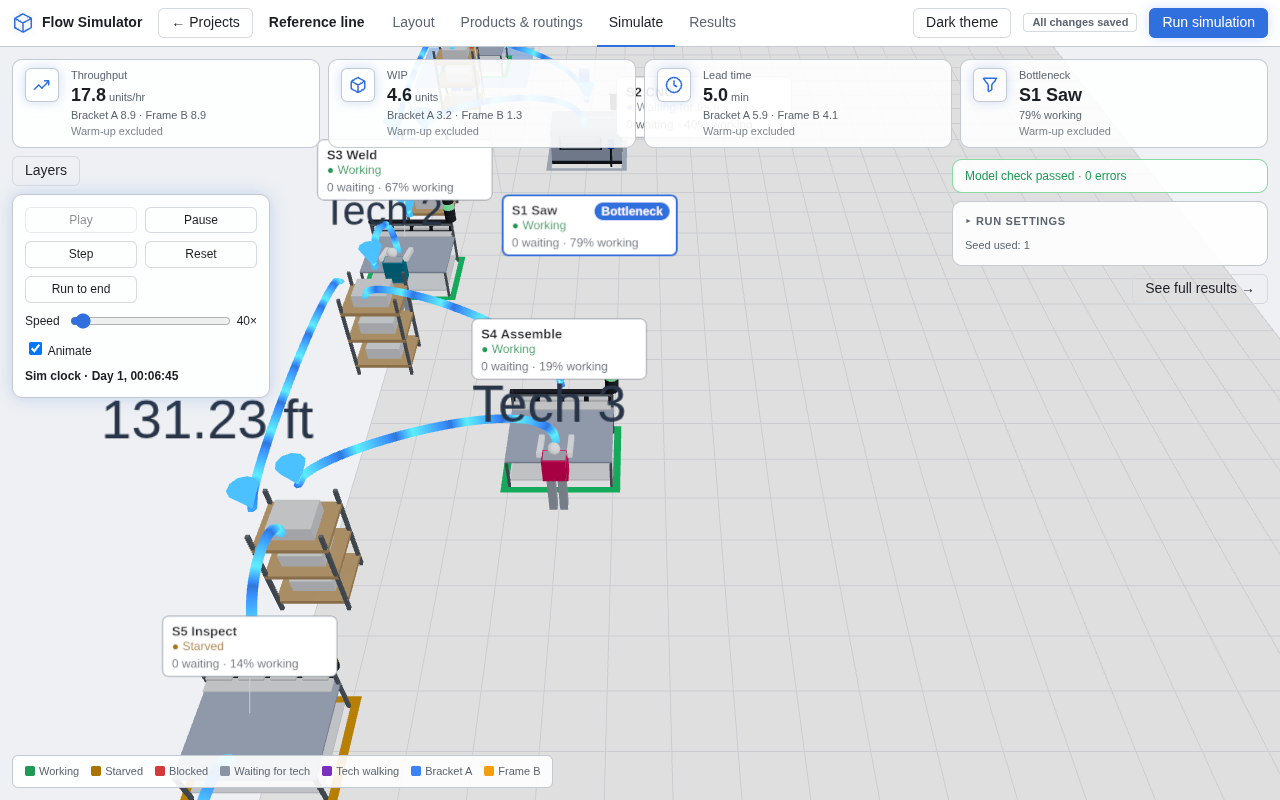 Flow Simulator
← Projects
Reference line
Layout
Products & routings
Simulate
Results
Dark theme
All changes saved
Run simulation
Throughput
17.8 units/hr
Bracket A 8.9 · Frame B 8.9
Warm-up excluded
WIP
4.6 units
Bracket A 3.2 · Frame B 1.3
Warm-up excluded
Lead time
5.0 min
Bracket A 5.9 · Frame B 4.1
Warm-up excluded
Bottleneck
S1 Saw
79% working
Warm-up excluded
Layers
Play
Pause
Step
Reset
Run to end
Speed
40×
Animate
Sim clock · Day 1, 00:06:45
Model check passed · 0 errors
▸ RUN SETTINGS
Seed used: 1
See full results →
S3 Weld
● Working
0 waiting · 67% working
Tech 2
S1 Saw
Bottleneck
● Working
0 waiting · 79% working
S4 Assemble
● Working
0 waiting · 19% working
Tech 3
131.23 ft
S5 Inspect
● Starved
0 waiting · 14% working
Working
Starved
Blocked
Waiting for tech
Tech walking
Bracket A
Frame B